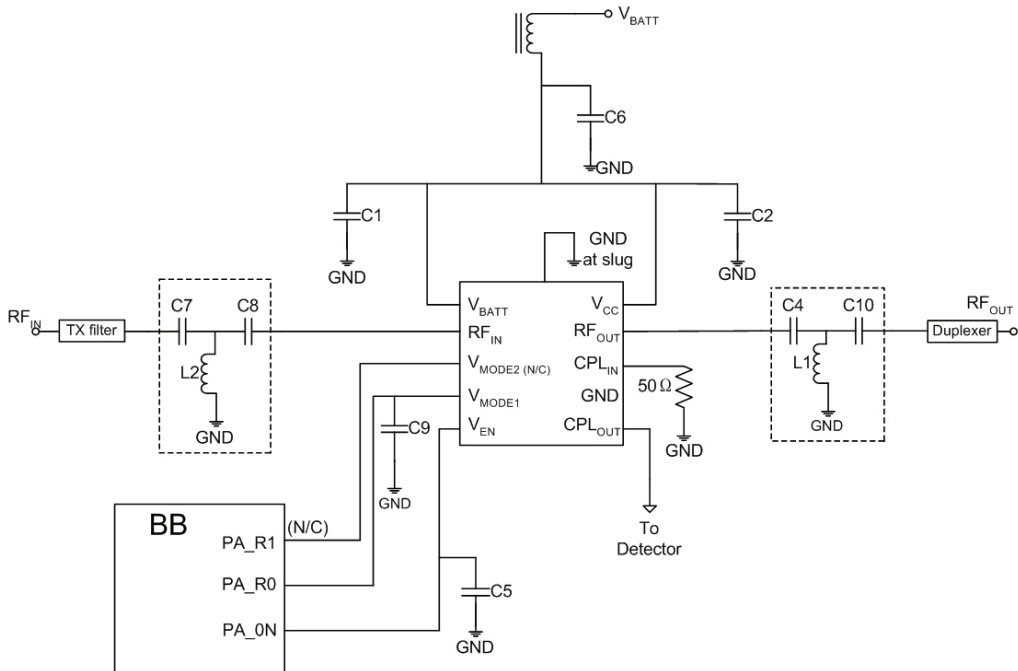 V_BATT
C6
GND
C1
C2
GND
GND
GND
at slug
RF_IN
TX filter
C7
C8
L2
GND
V_BATT
V_CC
RF_IN
RF_OUT
V_MODE2 (N/C)
CPL_IN
V_MODE1
GND
V_EN
CPL_OUT
50 Ω
GND
C4
C10
L1
GND
RF_OUT
Duplexer
C9
GND
To
Detector
BB
(N/C)
PA_R1
PA_R0
PA_0N
C5
GND